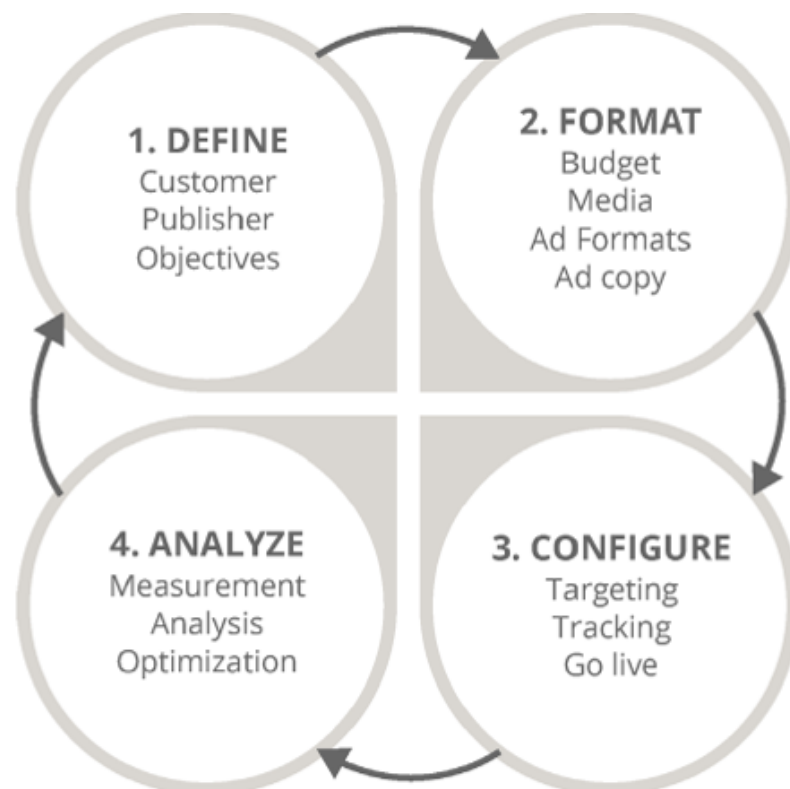 1. DEFINE
Customer
Publisher
Objectives
2. FORMAT
Budget
Media
Ad Formats
Ad copy
3. CONFIGURE
Targeting
Tracking
Go live
4. ANALYZE
Measurement
Analysis
Optimization